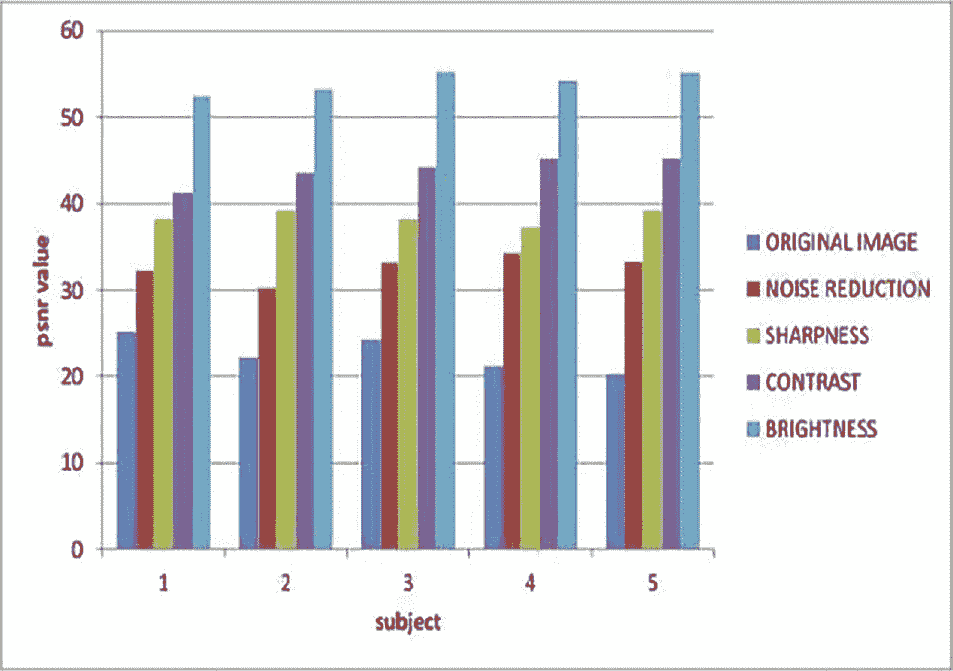 60
50
40
30
20
10
0
psnr value
1 2 3 4 5
subject
ORIGINAL IMAGE
NOISE REDUCTION
SHARPNESS
CONTRAST
BRIGHTNESS